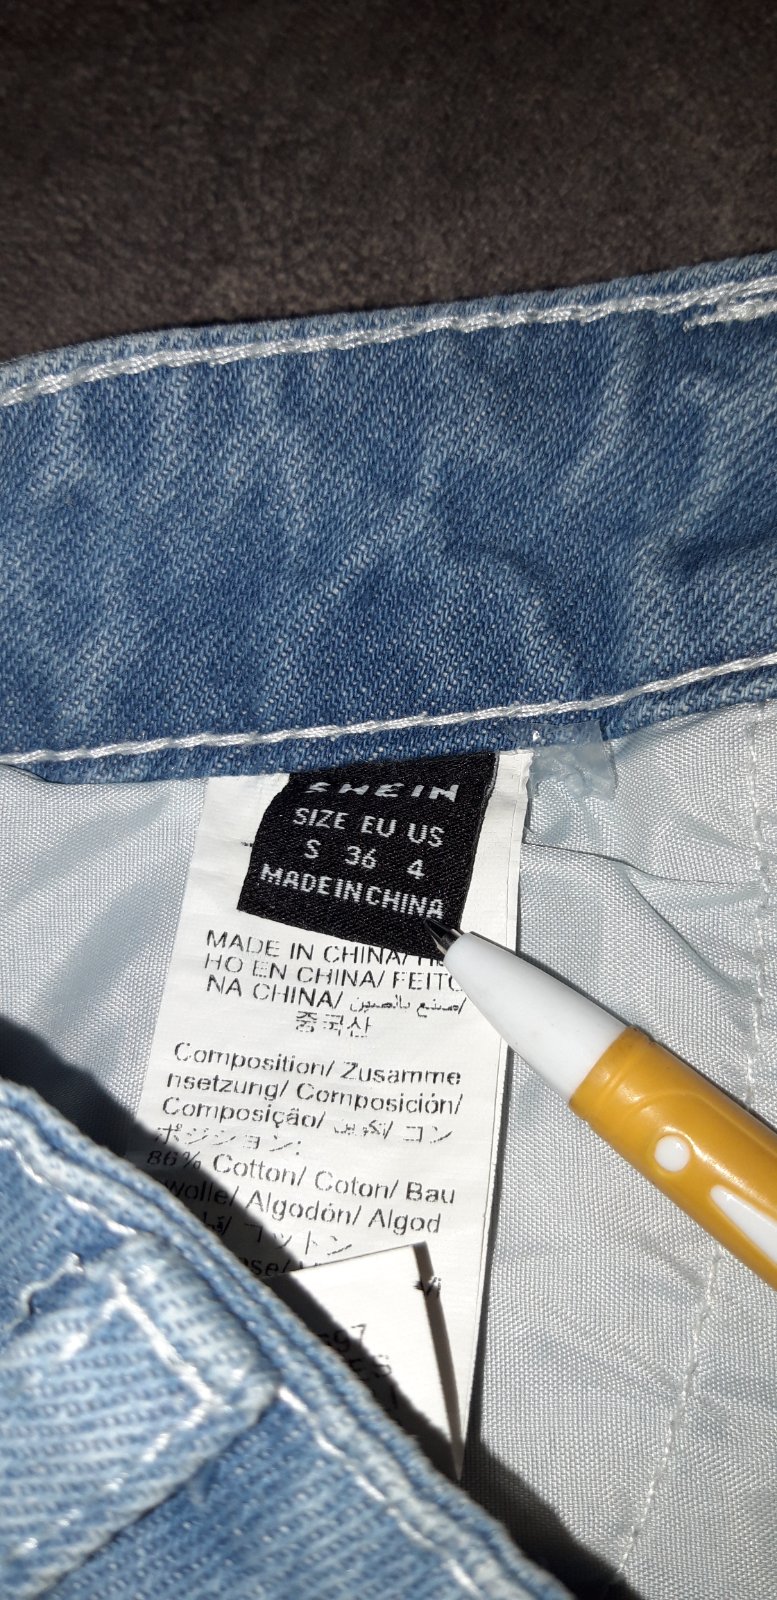 SHEIN
SIZE EU US
S 36 4
MADE IN CHINA
MADE IN CHINA/
HO EN CHINA/ FEITO
NA CHINA/ صنع بالصين/
중국산
Composition/ Zusamme
nsetzung/ Composición/
Composição/ تكوين/ コン
ポジション:
86% Cotton/ Coton/ Bau
mwolle/ Algodón/ Algod
コットン